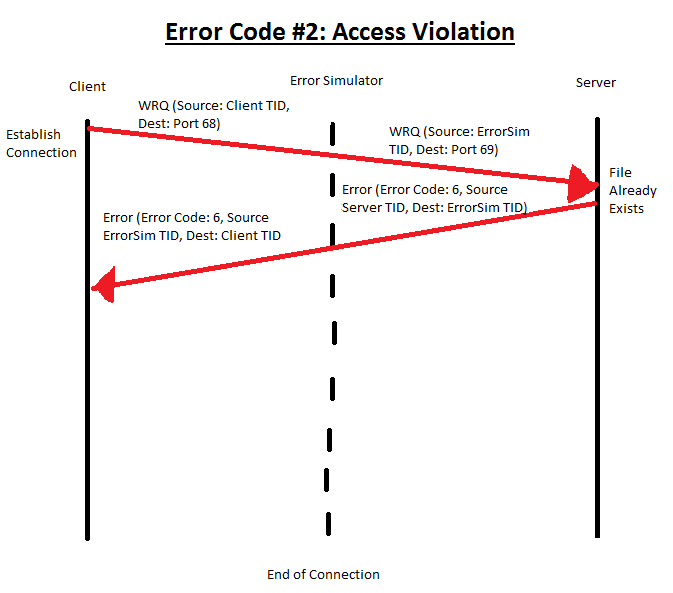 Error Code #2: Access Violation
Client
Error Simulator
Server
WRQ (Source: Client TID,
Dest: Port 68)
Establish
Connection
WRQ (Source: ErrorSim
TID, Dest: Port 69)
File
Already
Exists
Error (Error Code: 6, Source
Server TID, Dest: ErrorSim TID)
Error (Error Code: 6, Source
ErrorSim TID, Dest: Client TID
End of Connection